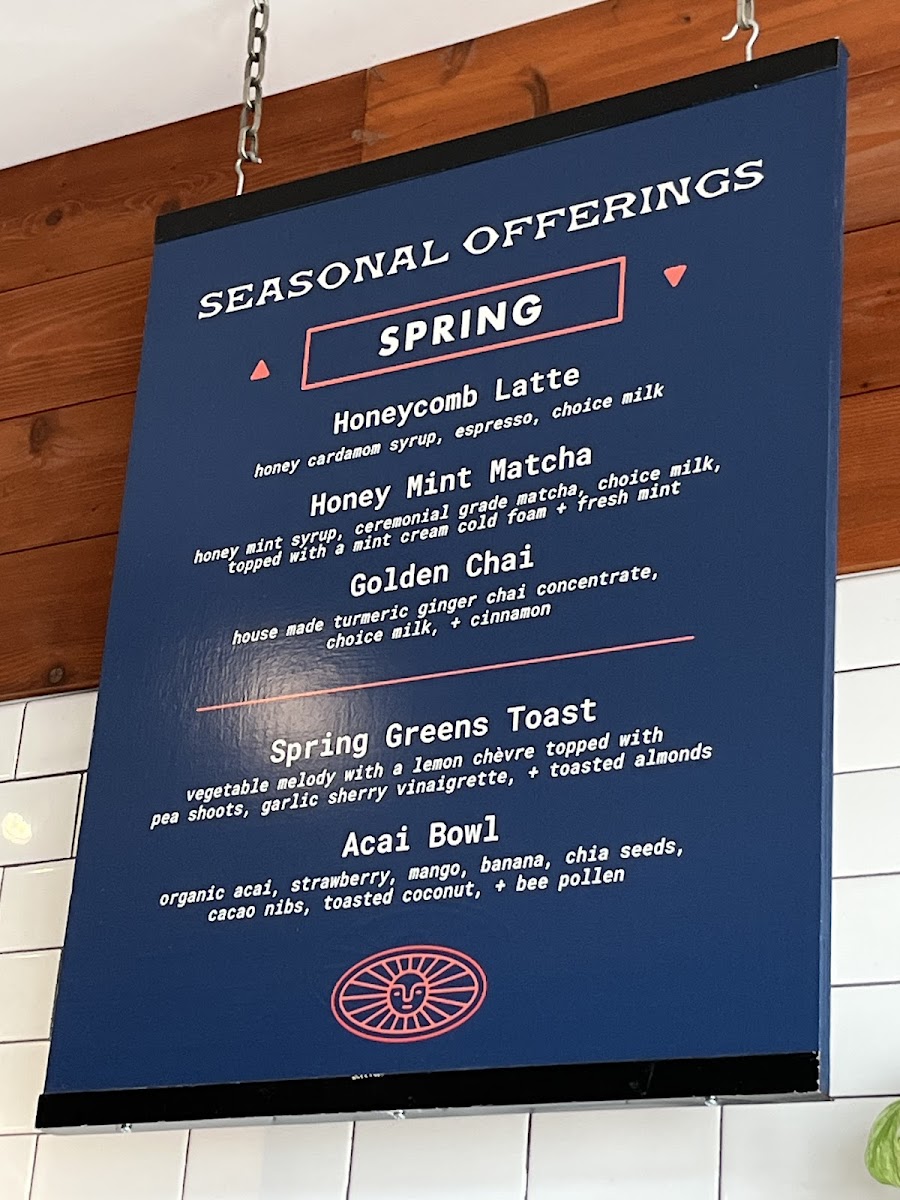 SEASONAL OFFERINGS
SPRING
Honeycomb Latte
honey cardamom syrup, espresso, choice milk
Honey Mint Matcha
honey mint syrup, ceremonial grade matcha, choice milk,
topped with a mint cream cold foam + fresh mint
Golden Chai
house made turmeric ginger chai concentrate,
choice milk, + cinnamon
Spring Greens Toast
vegetable melody with a lemon chèvre topped with
pea shoots, garlic sherry vinaigrette, + toasted almonds
Acai Bowl
organic acai, strawberry, mango, banana, chia seeds,
cacao nibs, toasted coconut, + bee pollen